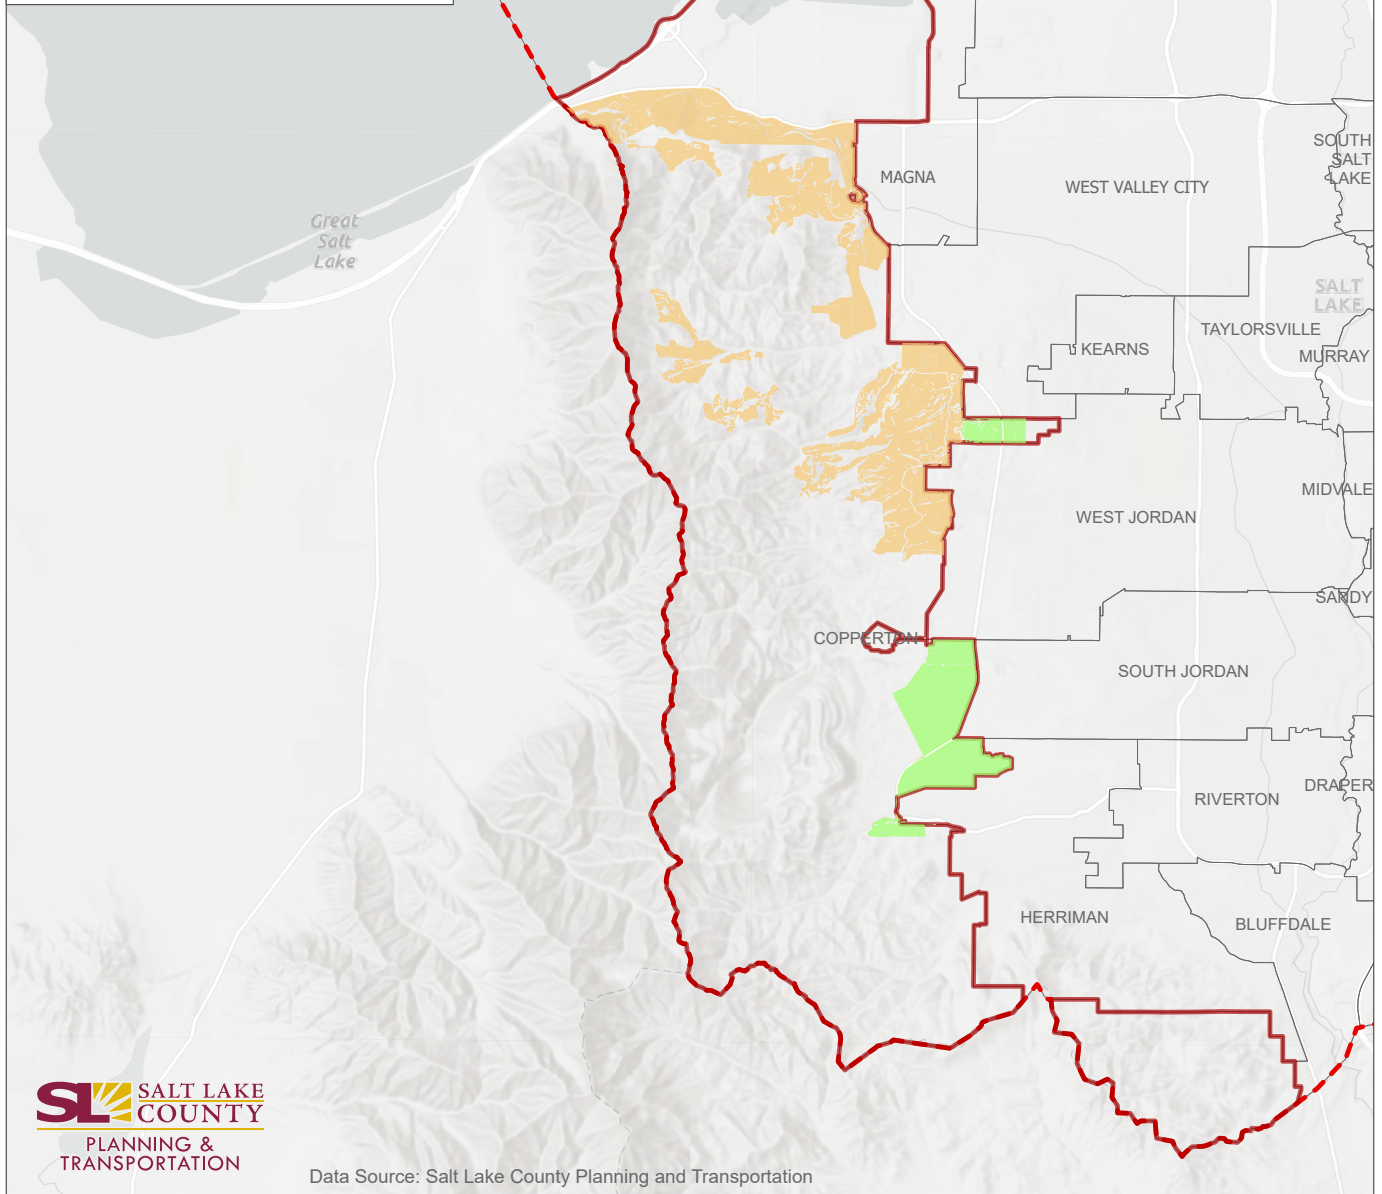 SOUTH
SALT
LAKE
MAGNA
WEST VALLEY CITY
Great
Salt
Lake
SALT
LAKE
TAYLORSVILLE
KEARNS
MURRAY
MIDVALE
WEST JORDAN
SANDY
COPPERTON
SOUTH JORDAN
DRAPER
RIVERTON
HERRIMAN
BLUFFDALE
SL SALT LAKE
COUNTY
PLANNING &
TRANSPORTATION
Data Source: Salt Lake County Planning and Transportation